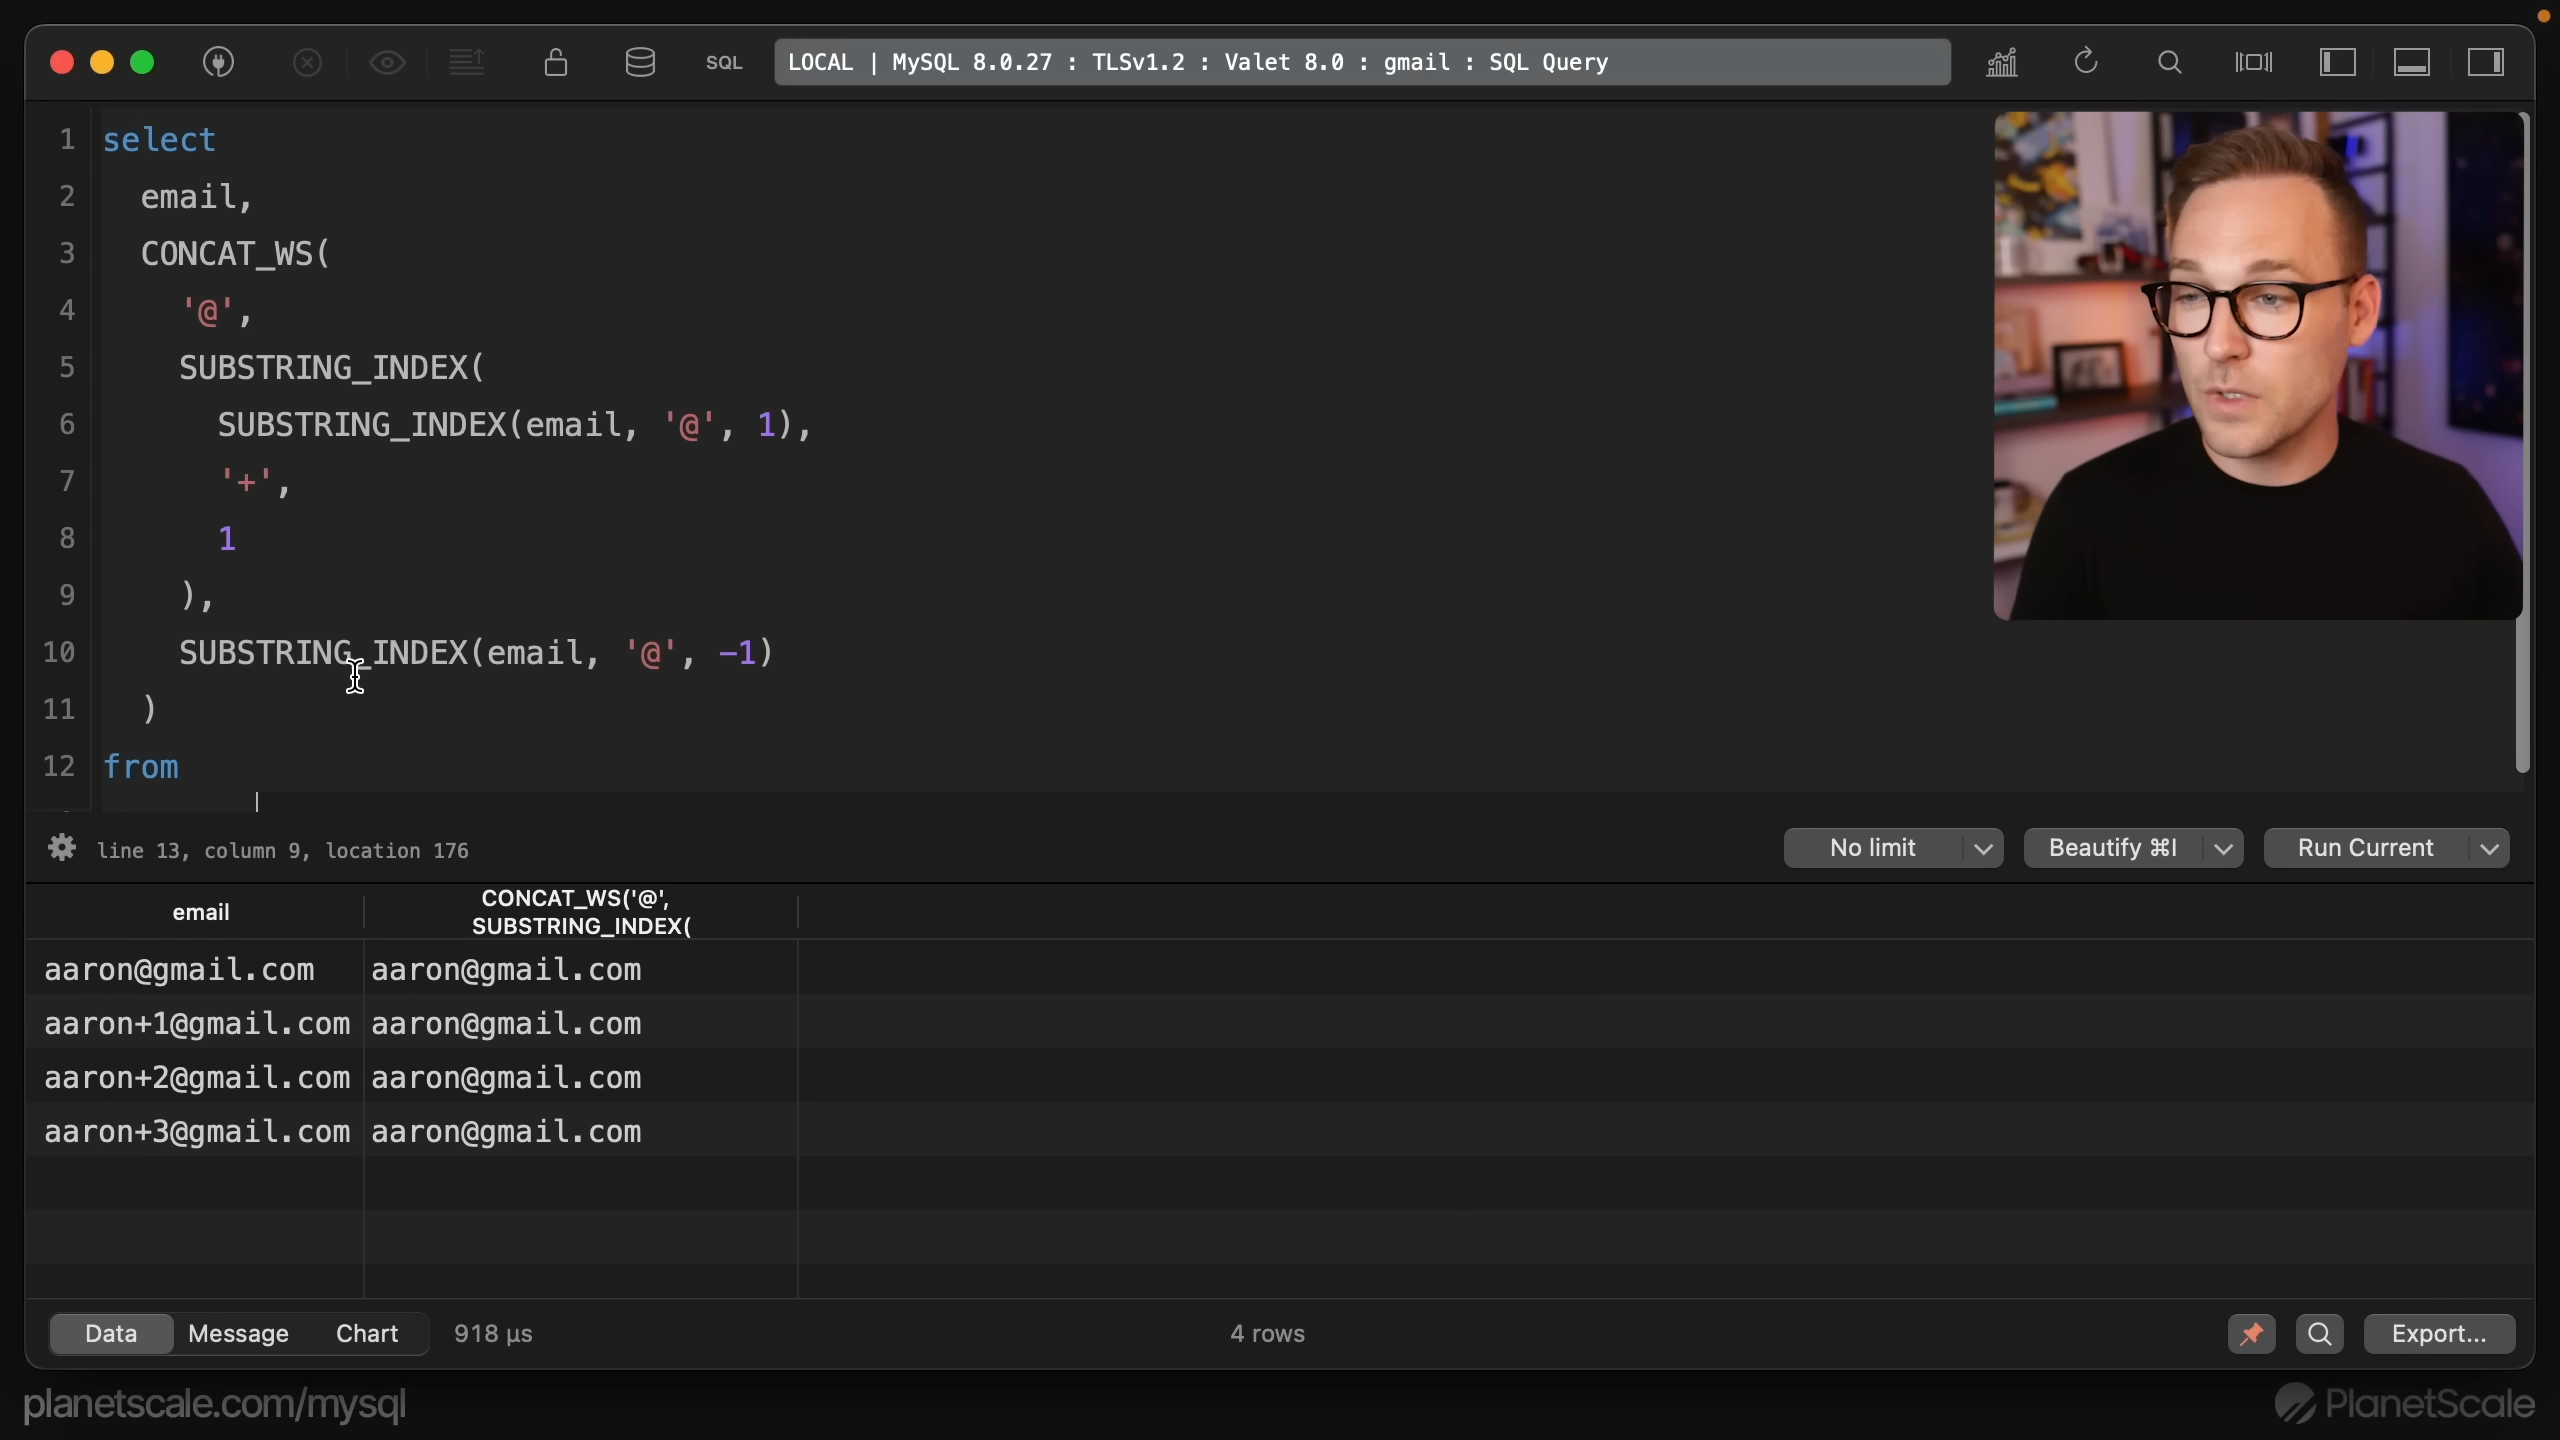 SQL
LOCAL | MySQL 8.0.27 : TLSv1.2 : Valet 8.0 : gmail : SQL Query
1 select
2 email,
3 CONCAT_WS(
4 '@',
5 SUBSTRING_INDEX(
6 SUBSTRING_INDEX(email, '@', 1),
7 '+',
8 1
9 ),
10 SUBSTRING_INDEX(email, '@', -1)
11 )
12 from
line 13, column 9, location 176
No limit
Beautify ⌘I
Run Current
email
CONCAT_WS('@',
SUBSTRING_INDEX(
aaron@gmail.com aaron@gmail.com
aaron+1@gmail.com aaron@gmail.com
aaron+2@gmail.com aaron@gmail.com
aaron+3@gmail.com aaron@gmail.com
Data Message Chart 918 µs
4 rows
Export...
planetscale.com/mysql
PlanetScale